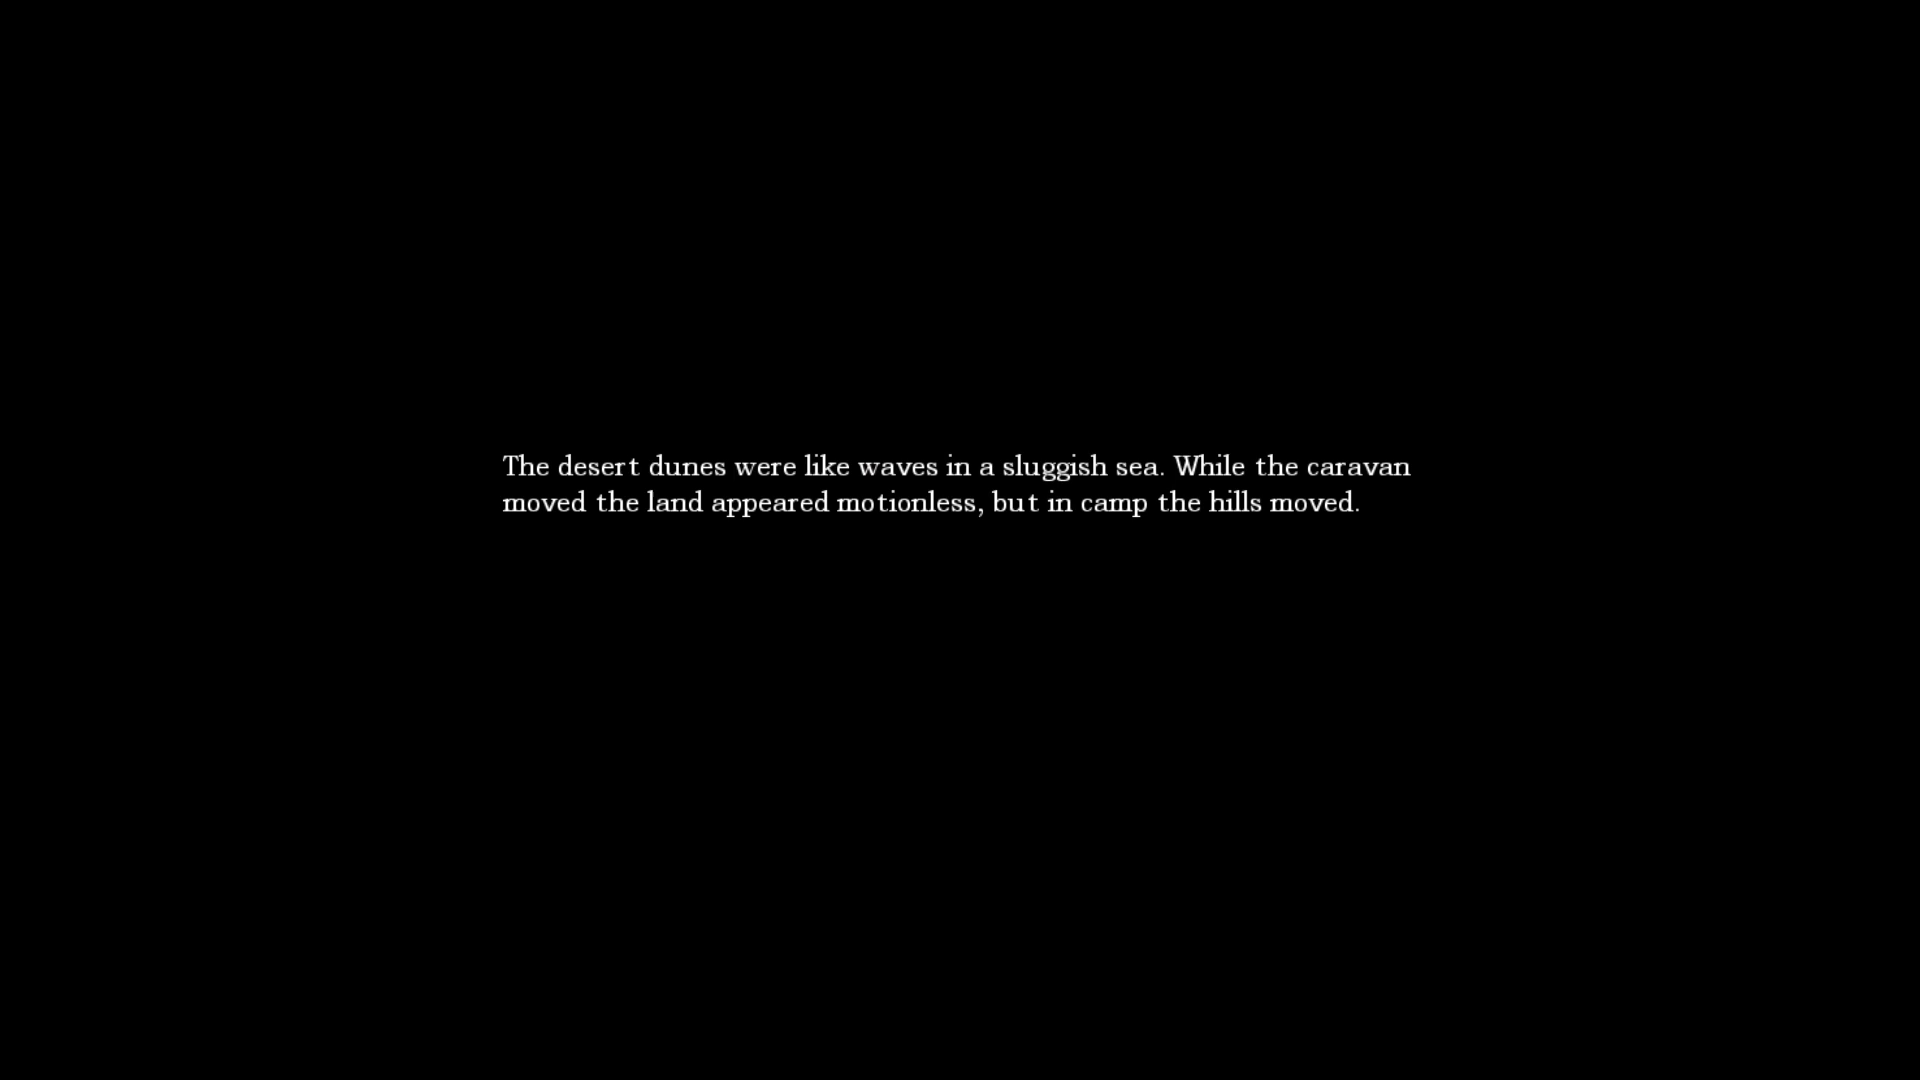 The desert dunes were like waves in a sluggish sea. While the caravan
moved the land appeared motionless, but in camp the hills moved.